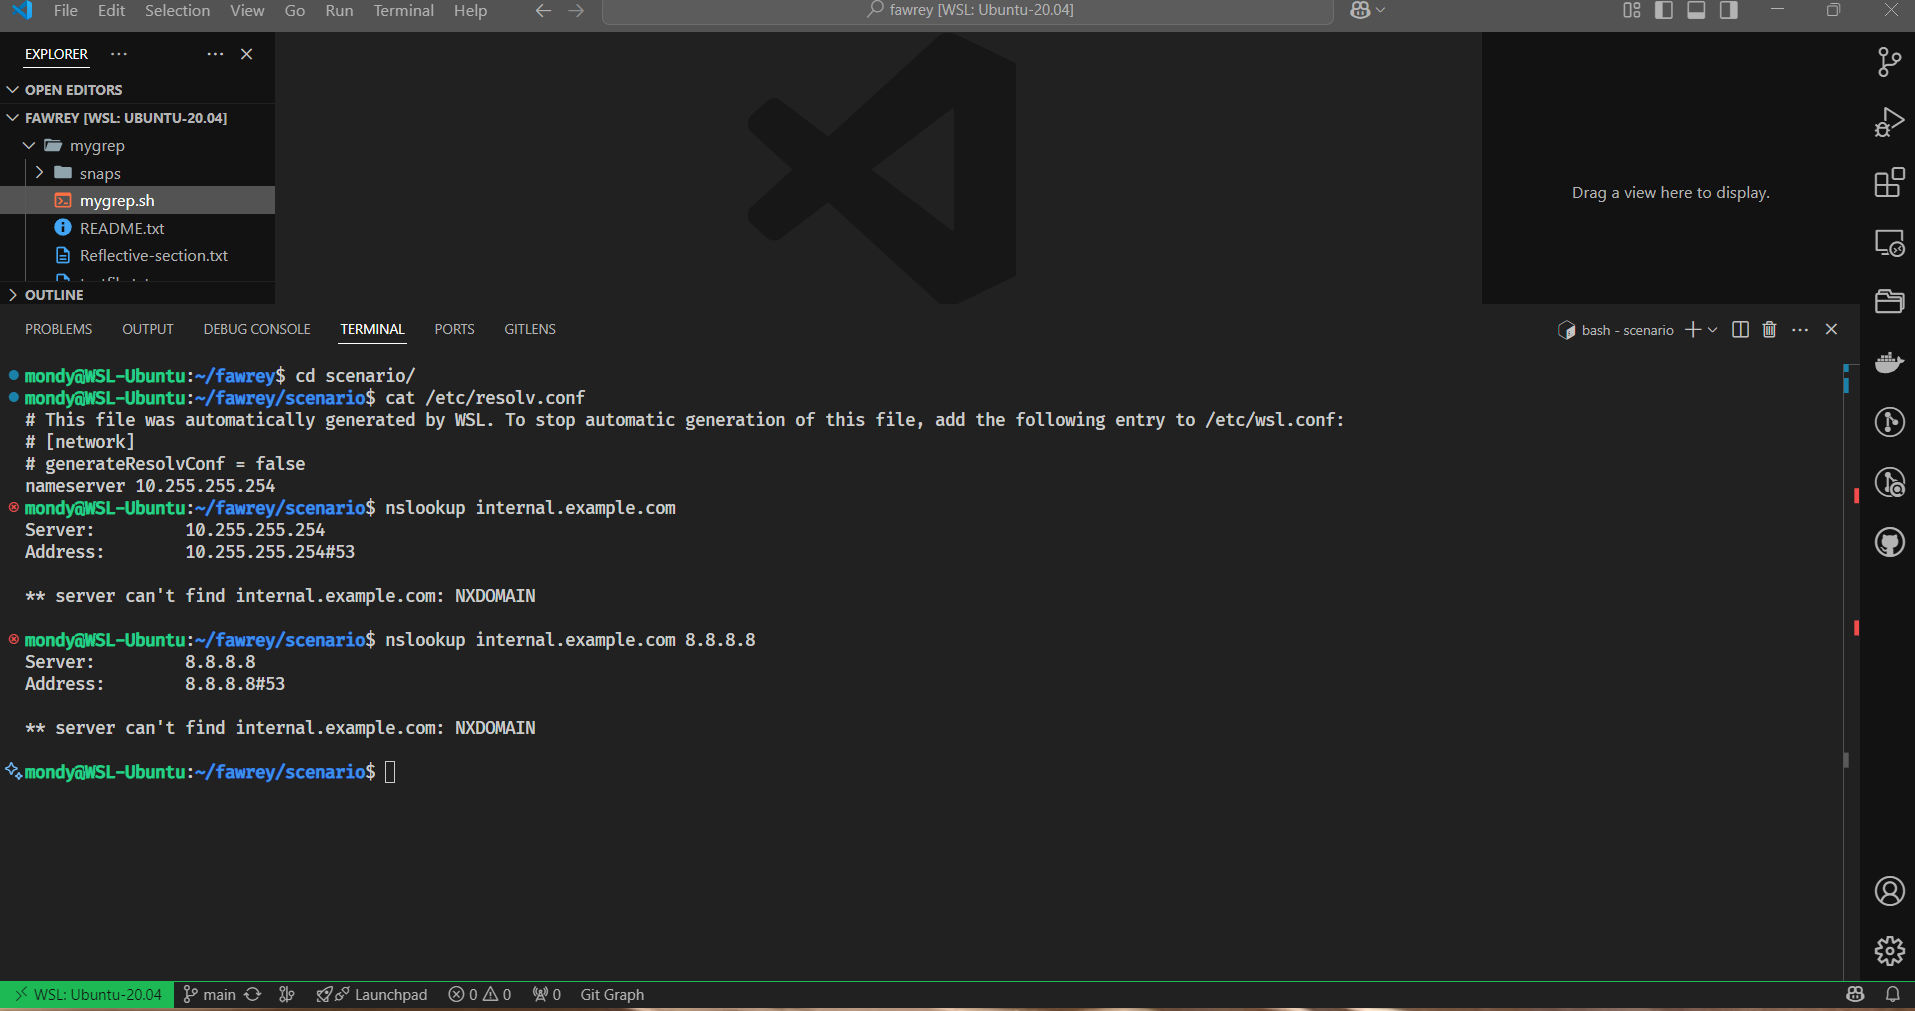 File Edit Selection View Go Run Terminal Help
fawrey [WSL: Ubuntu-20.04]
EXPLORER
OPEN EDITORS
FAWREY [WSL: UBUNTU-20.04]
mygrep
snaps
mygrep.sh
README.txt
Reflective-section.txt
OUTLINE
Drag a view here to display.
PROBLEMS OUTPUT DEBUG CONSOLE TERMINAL PORTS GITLENS
bash - scenario
mondy@WSL-Ubuntu:~/fawrey$ cd scenario/
mondy@WSL-Ubuntu:~/fawrey/scenario$ cat /etc/resolv.conf
# This file was automatically generated by WSL. To stop automatic generation of this file, add the following entry to /etc/wsl.conf:
# [network]
# generateResolvConf = false
nameserver 10.255.255.254
mondy@WSL-Ubuntu:~/fawrey/scenario$ nslookup internal.example.com
Server: 10.255.255.254
Address: 10.255.255.254#53
** server can't find internal.example.com: NXDOMAIN
mondy@WSL-Ubuntu:~/fawrey/scenario$ nslookup internal.example.com 8.8.8.8
Server: 8.8.8.8
Address: 8.8.8.8#53
** server can't find internal.example.com: NXDOMAIN
mondy@WSL-Ubuntu:~/fawrey/scenario$
WSL: Ubuntu-20.04 main Launchpad 0 0 0 Git Graph